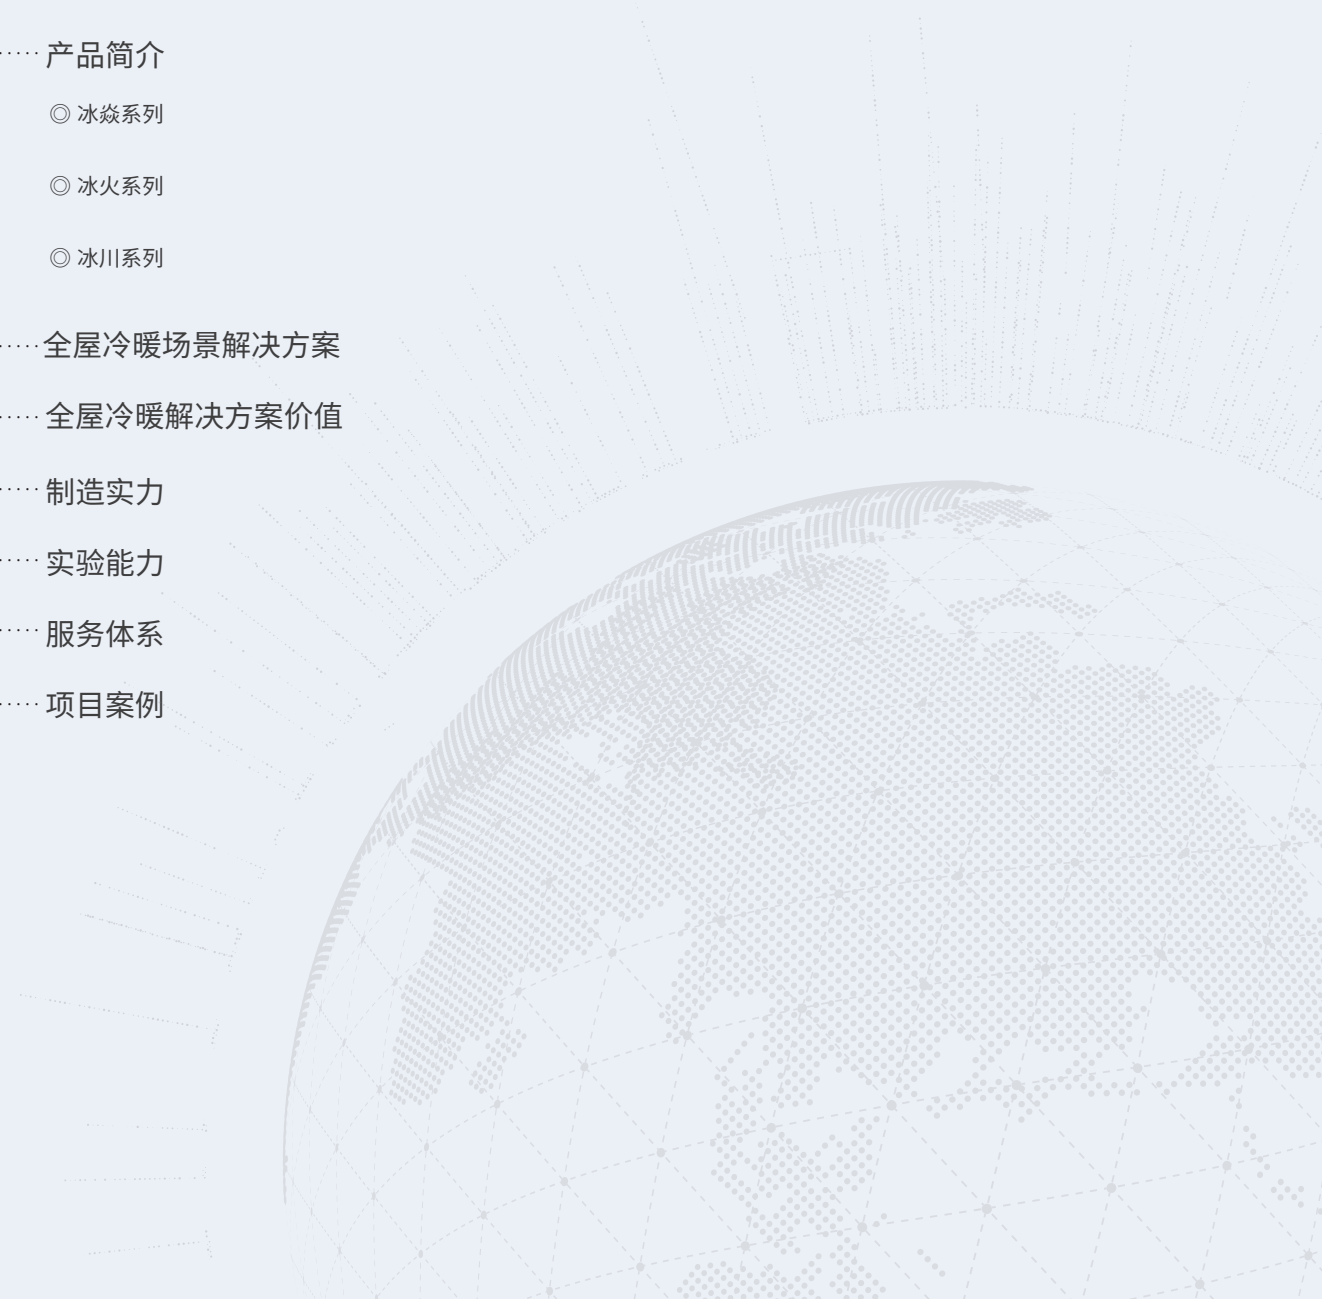 ·····产品简介
◎ 冰焱系列
◎ 冰火系列
◎ 冰川系列
·····全屋冷暖场景解决方案
·····全屋冷暖解决方案价值
·····制造实力
·····实验能力
·····服务体系
·····项目案例